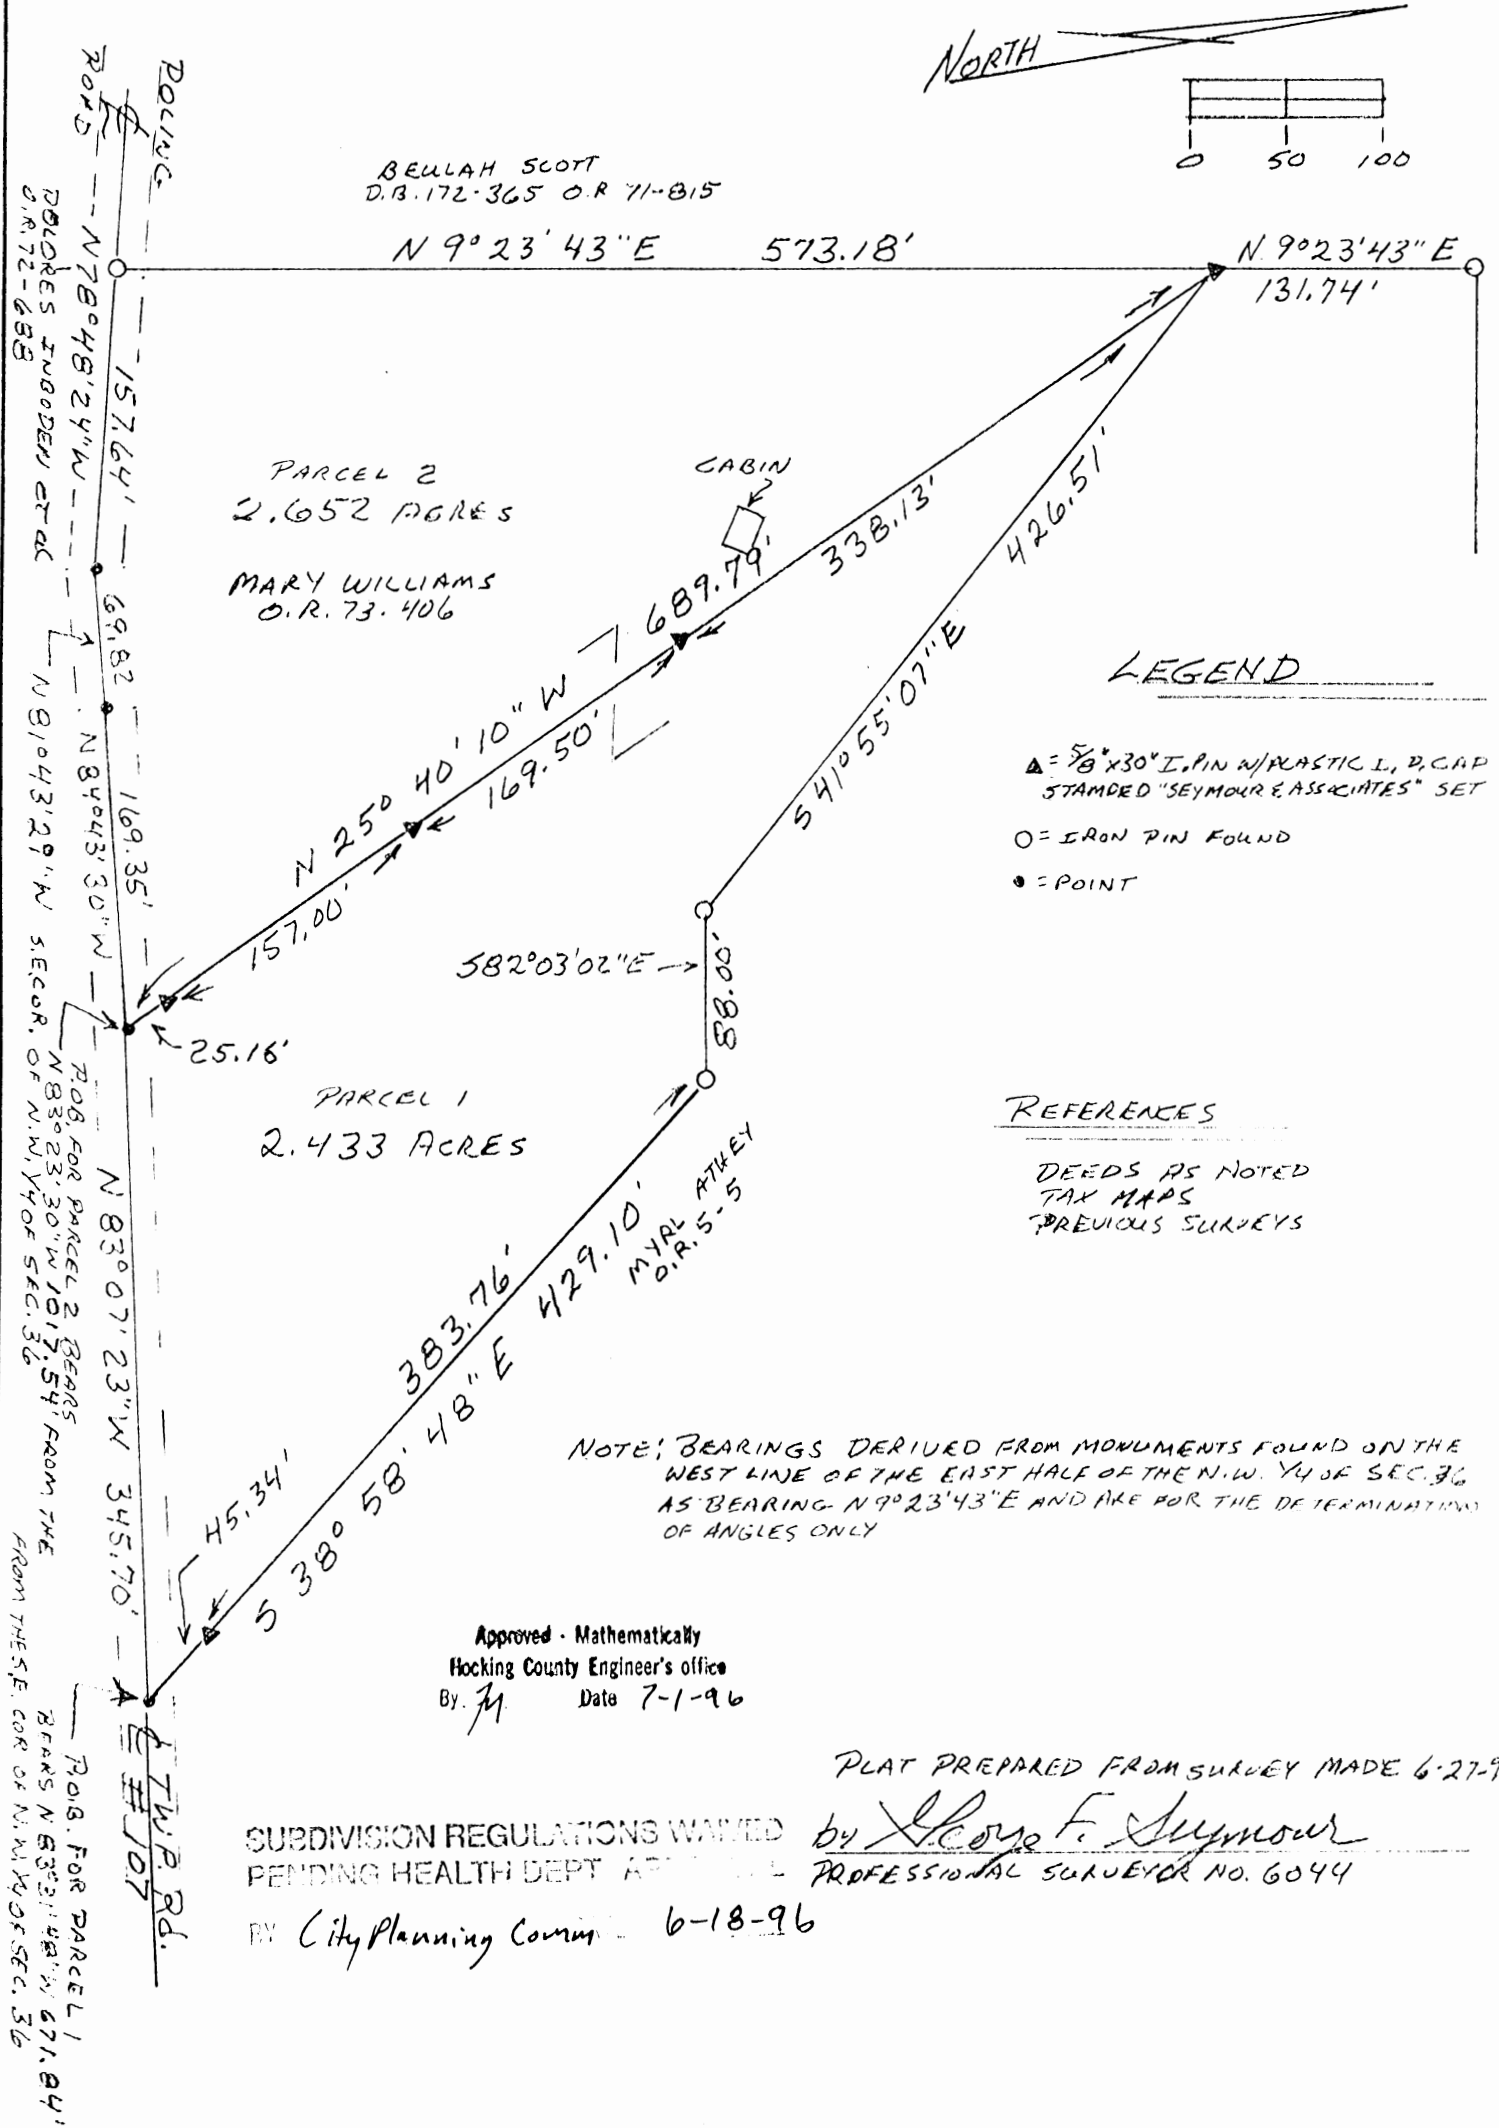 NORTH
0 50 100
POLING
ROAD
BEULAH SCOTT
D.B. 172-365 O.R 71-815
N 9° 23' 43" E 573.18'
N. 9° 23' 43" E
131.74'
DOLORES INBODEN et al
O.R. 72-688
N 78° 48' 24" W
157.64'
69.82
169.35'
N 81° 43' 29" W
N 84° 43' 30" W
PARCEL 2
2.652 ACRES
MARY WILLIAMS
O.R. 73-406
CABIN
689.79'
338.13'
426.51'
N 25° 40' 10" W
169.50'
157.00'
25.16'
S 41° 55' 07" E
S 82° 03' 02" E
88.00'
LEGEND
▲ = 5/8" x 30" I. PIN W/PLASTIC I. D. CAP
STAMPED "SEYMOUR & ASSOCIATES" SET
O = IRON PIN FOUND
● = POINT
PARCEL 1
2.433 ACRES
REFERENCES
DEEDS AS NOTED
TAX MAPS
PREVIOUS SURVEYS
P.O.B. FOR PARCEL 2 BEARS
N 83° 23' 30" W 1017.54' FROM THE
S.E. COR. OF N.W. 1/4 OF SEC. 36
N 83° 07' 23" W 345.70'
383.76'
S 38° 58' 48" E 429.10'
MYRL ATHEY
O.R. 5-5
45.34'
NOTE: BEARINGS DERIVED FROM MONUMENTS FOUND ON THE
WEST LINE OF THE EAST HALF OF THE N.W. 1/4 OF SEC. 36
AS BEARING N 9° 23' 43" E AND ARE FOR THE DETERMINATION
OF ANGLES ONLY
Approved - Mathematically
Hocking County Engineer's office
By. Date 7-1-96
TWP. Rd.
#107
P.O.B. FOR PARCEL 1
BEARS N 83° 31' 48" W 671.84'
FROM THE S.E. COR OF N.W. 1/4 OF SEC. 36
PLAT PREPARED FROM SURVEY MADE 6-27-9
by George F. Seymour
PROFESSIONAL SURVEYOR NO. 6044
SUBDIVISION REGULATIONS WAIVED
PENDING HEALTH DEPT
BY City Planning Comm 6-18-96